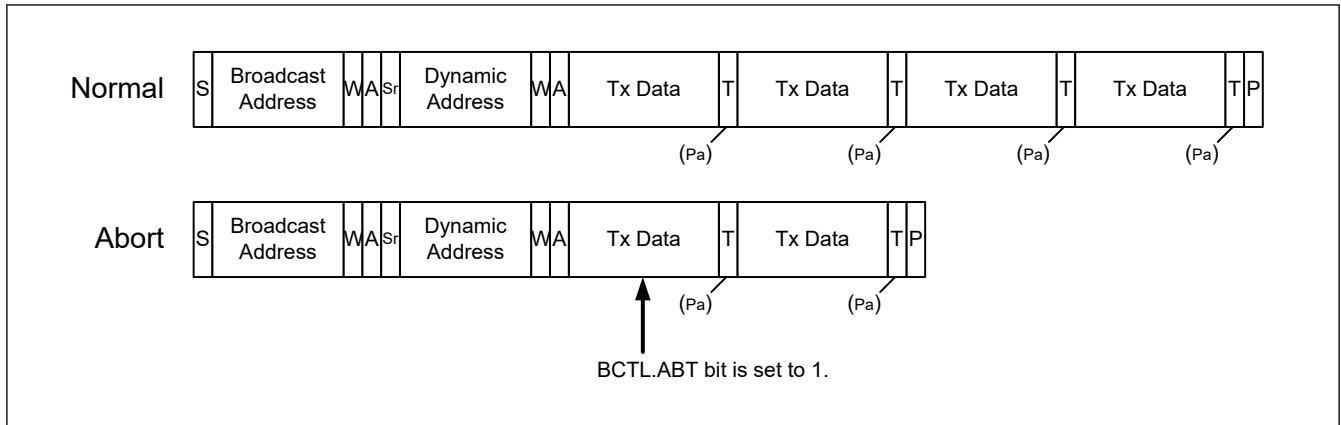 Normal S Broadcast Address W A Sr Dynamic Address W A Tx Data T Tx Data T Tx Data T Tx Data T P
(Pa) (Pa) (Pa) (Pa)
Abort S Broadcast Address W A Sr Dynamic Address W A Tx Data T Tx Data T P
(Pa) (Pa)
BCTL.ABT bit is set to 1.